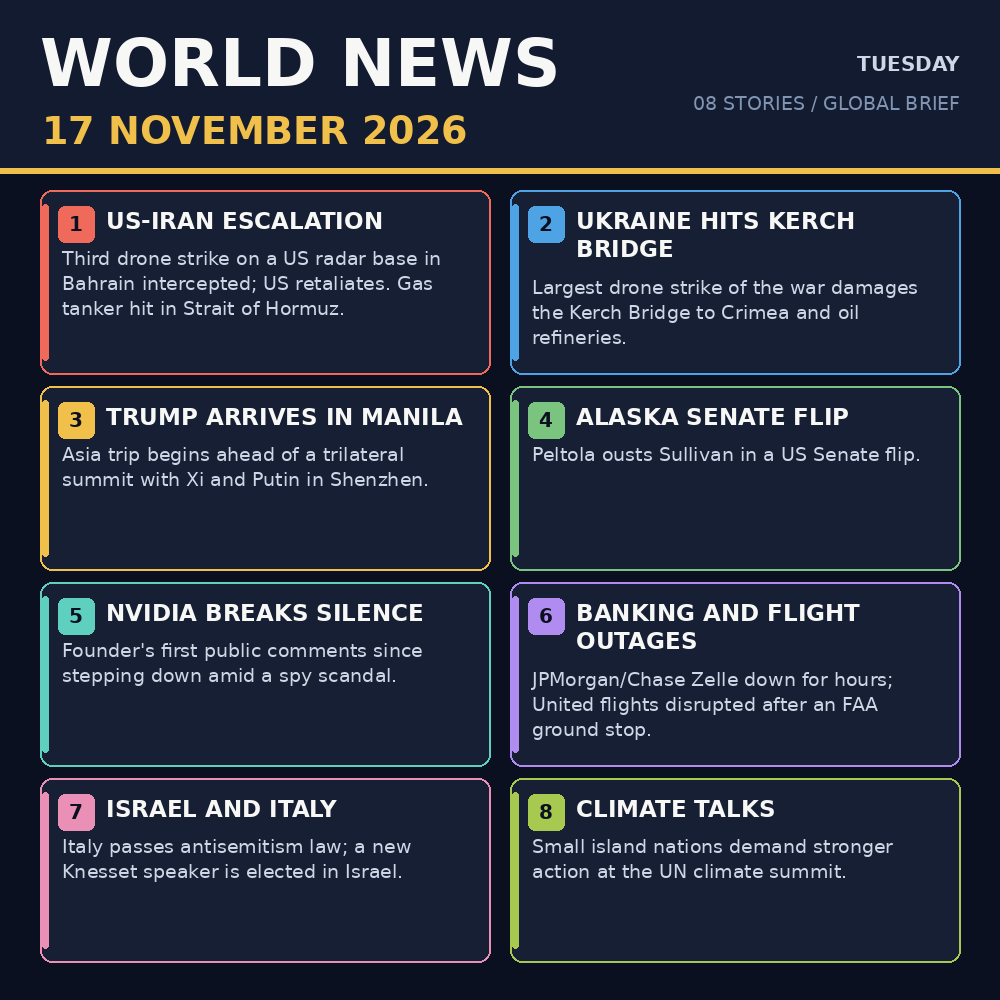 WORLD NEWS
17 NOVEMBER 2026
TUESDAY
08 STORIES / GLOBAL BRIEF
1
US-IRAN ESCALATION
Third drone strike on a US radar base in
Bahrain intercepted; US retaliates. Gas
tanker hit in Strait of Hormuz.
2
UKRAINE HITS KERCH
BRIDGE
Largest drone strike of the war damages
the Kerch Bridge to Crimea and oil
refineries.
3
TRUMP ARRIVES IN MANILA
Asia trip begins ahead of a trilateral
summit with Xi and Putin in Shenzhen.
4
ALASKA SENATE FLIP
Peltola ousts Sullivan in a US Senate flip.
5
NVIDIA BREAKS SILENCE
Founder's first public comments since
stepping down amid a spy scandal.
6
BANKING AND FLIGHT
OUTAGES
JPMorgan/Chase Zelle down for hours;
United flights disrupted after an FAA
ground stop.
7
ISRAEL AND ITALY
Italy passes antisemitism law; a new
Knesset speaker is elected in Israel.
8
CLIMATE TALKS
Small island nations demand stronger
action at the UN climate summit.